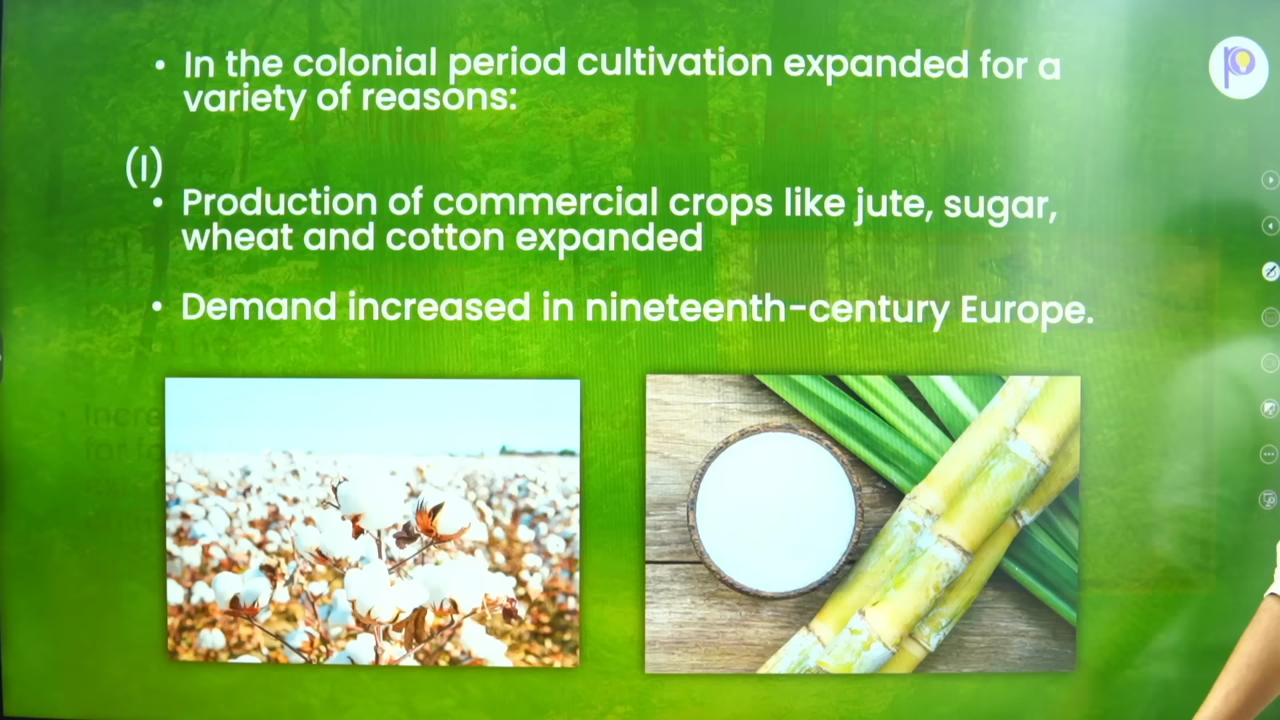 • In the colonial period cultivation expanded for a
variety of reasons:
(I)
• Production of commercial crops like jute, sugar,
wheat and cotton expanded
• Demand increased in nineteenth-century Europe.